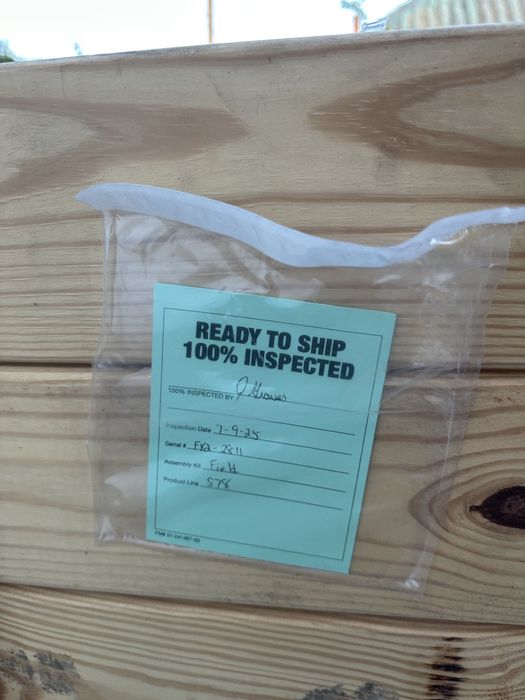 READY TO SHIP
100% INSPECTED
100% INSPECTED BY
Inspection Date 7-9-25
Serial # FX2-2811
Assembly Kit Field
Product Line S78